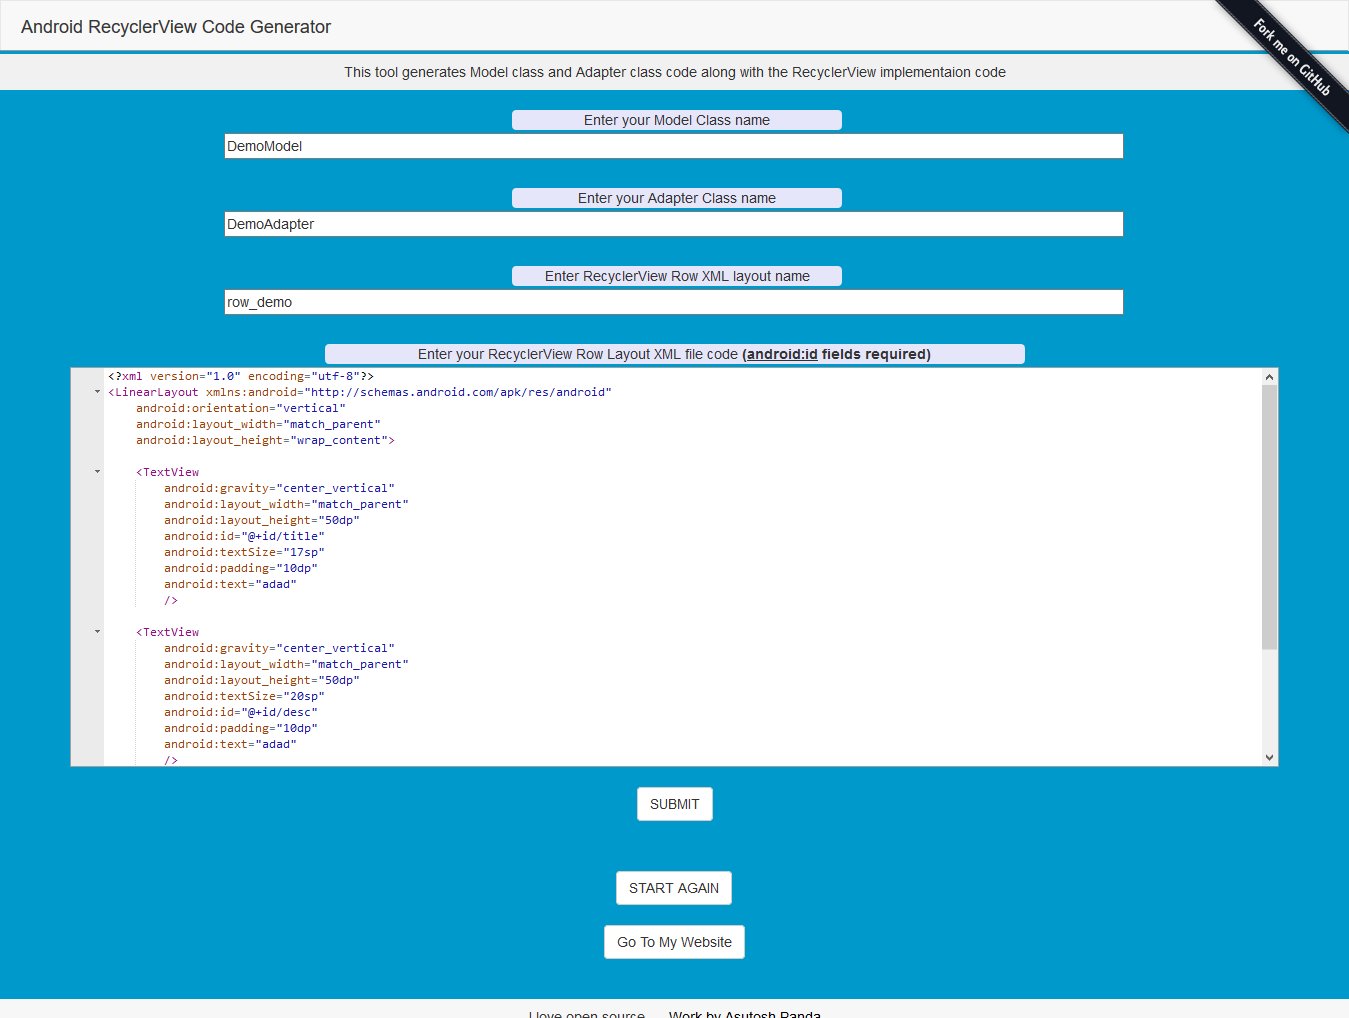 Android RecyclerView Code Generator
Fork me on GitHub
This tool generates Model class and Adapter class code along with the RecyclerView implementaion code
Enter your Model Class name
DemoModel
Enter your Adapter Class name
DemoAdapter
Enter RecyclerView Row XML layout name
row_demo
Enter your RecyclerView Row Layout XML file code (android:id fields required)
<?xml version="1.0" encoding="utf-8"?>
<LinearLayout xmlns:android="http://schemas.android.com/apk/res/android"
android:orientation="vertical"
android:layout_width="match_parent"
android:layout_height="wrap_content">
<TextView
android:gravity="center_vertical"
android:layout_width="match_parent"
android:layout_height="50dp"
android:id="@+id/title"
android:textSize="17sp"
android:padding="10dp"
android:text="adad"
/>
<TextView
android:gravity="center_vertical"
android:layout_width="match_parent"
android:layout_height="50dp"
android:textSize="20sp"
android:id="@+id/desc"
android:padding="10dp"
android:text="adad"
/>
SUBMIT
START AGAIN
Go To My Website
I love open source Work by Asutosh Panda